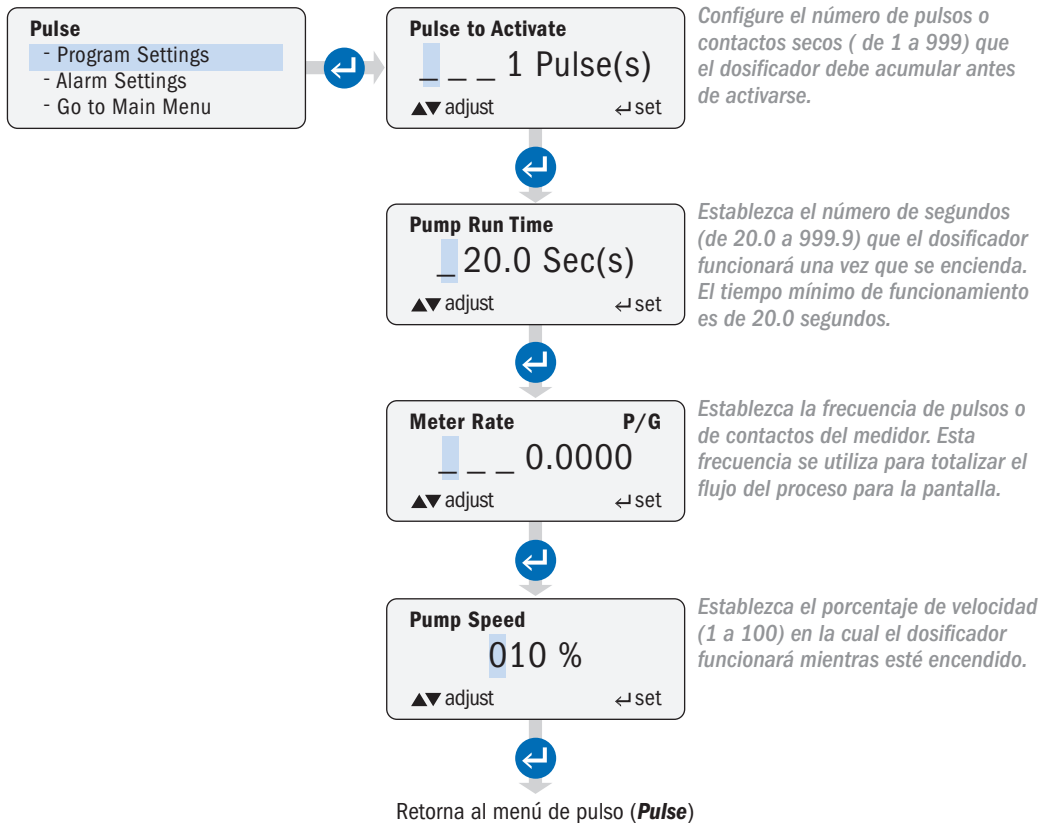 Pulse
- Program Settings
- Alarm Settings
- Go to Main Menu
Pulse to Activate
_ _ _ 1 Pulse(s)
▲▼ adjust ↵ set
Configure el número de pulsos o
contactos secos ( de 1 a 999) que
el dosificador debe acumular antes
de activarse.
Pump Run Time
_ 20.0 Sec(s)
▲▼ adjust ↵ set
Establezca el número de segundos
(de 20.0 a 999.9) que el dosificador
funcionará una vez que se encienda.
El tiempo mínimo de funcionamiento
es de 20.0 segundos.
Meter Rate P/G
_ _ _ 0.0000
▲▼ adjust ↵ set
Establezca la frecuencia de pulsos o
de contactos del medidor. Esta
frecuencia se utiliza para totalizar el
flujo del proceso para la pantalla.
Pump Speed
010 %
▲▼ adjust ↵ set
Establezca el porcentaje de velocidad
(1 a 100) en la cual el dosificador
funcionará mientras esté encendido.
Retorna al menú de pulso (Pulse)